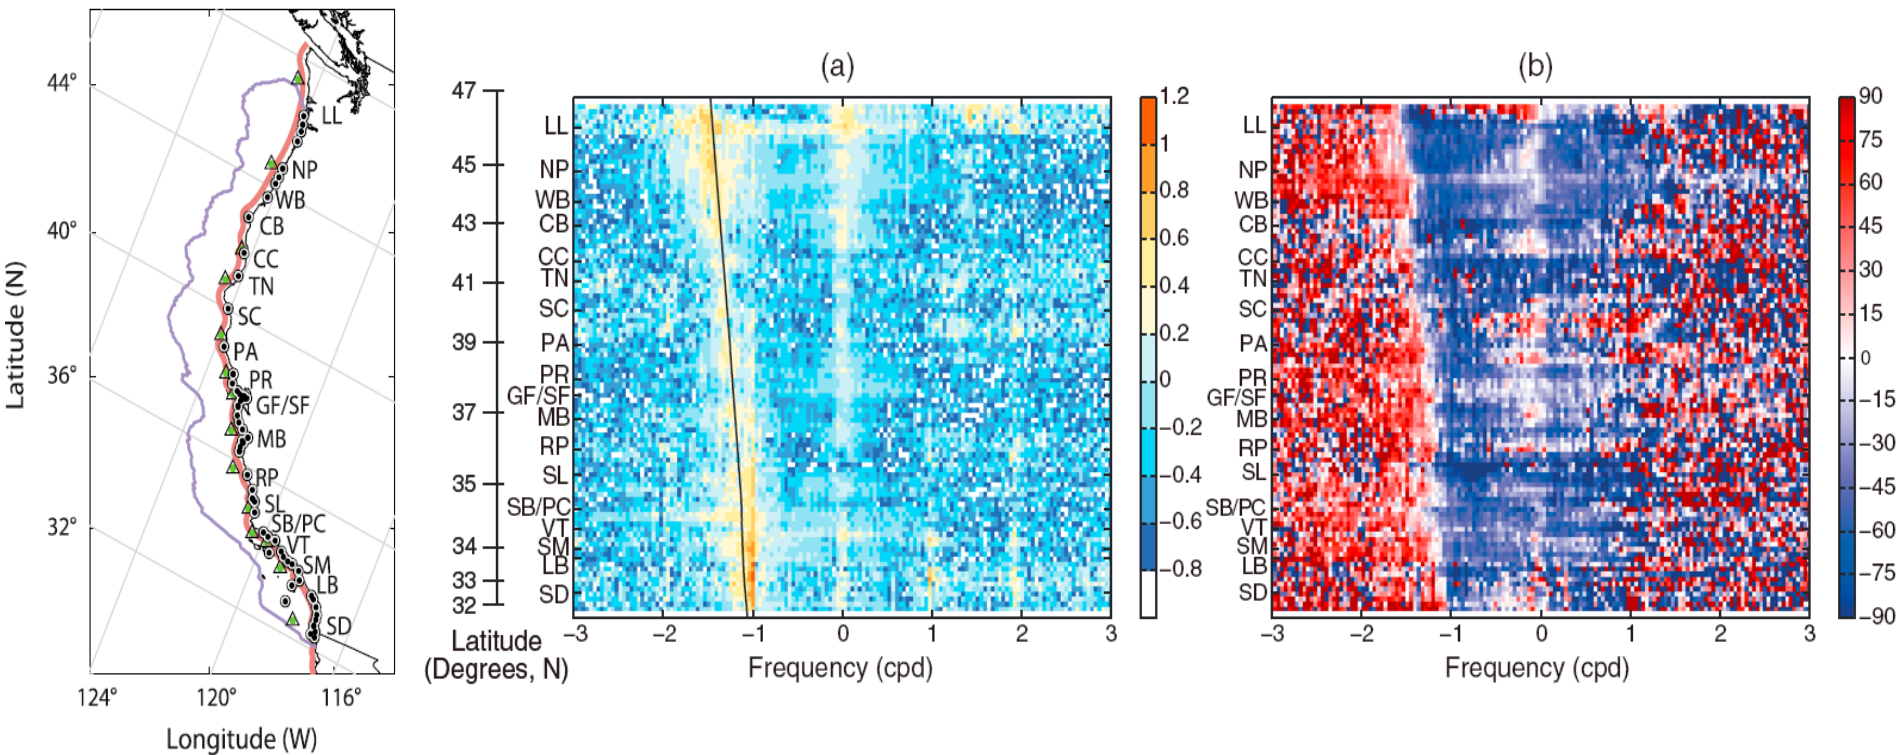 Latitude (N)
44°
40°
36°
32°
LL
NP
WB
CB
CC
TN
SC
PA
PR
GF/SF
MB
RP
SL
SB/PC
VT
SM
LB
SD
124°
120°
116°
Longitude (W)
(a)
47
45
43
41
39
37
35
34
33
32
Latitude
(Degrees, N)
LL
NP
WB
CB
CC
TN
SC
PA
PR
GF/SF
MB
RP
SL
SB/PC
VT
SM
LB
SD
−3
−2
−1
0
1
2
3
Frequency (cpd)
1.2
1
0.8
0.6
0.4
0.2
0
−0.2
−0.4
−0.6
−0.8
(b)
LL
NP
WB
CB
CC
TN
SC
PA
PR
GF/SF
MB
RP
SL
SB/PC
VT
SM
LB
SD
−3
−2
−1
0
1
2
3
Frequency (cpd)
90
75
60
45
30
15
0
−15
−30
−45
−60
−75
−90